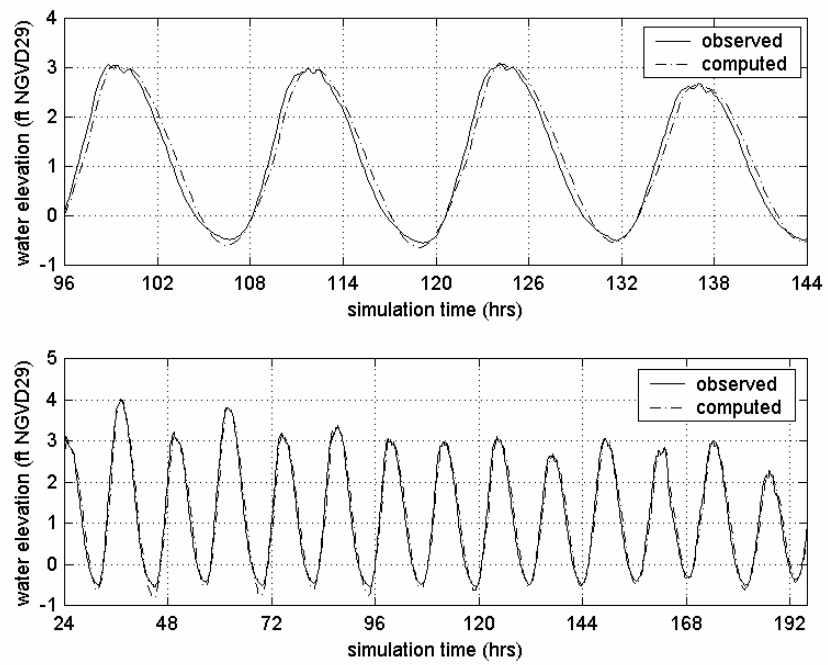 4
3
2
1
0
-1
water elevation (ft NGVD29)
observed
computed
96 102 108 114 120 126 132 138 144
simulation time (hrs)
5
4
3
2
1
0
-1
water elevation (ft NGVD29)
observed
computed
24 48 72 96 120 144 168 192
simulation time (hrs)